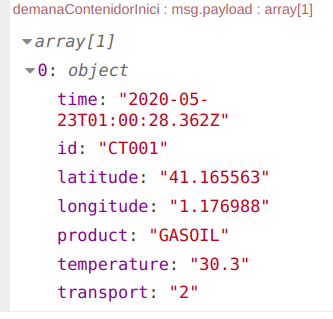 demanaContenidorInici : msg.payload : array[1]
array[1]
0: object
time: "2020-05-
23T01:00:28.362Z"
id: "CT001"
latitude: "41.165563"
longitude: "1.176988"
product: "GASOIL"
temperature: "30.3"
transport: "2"